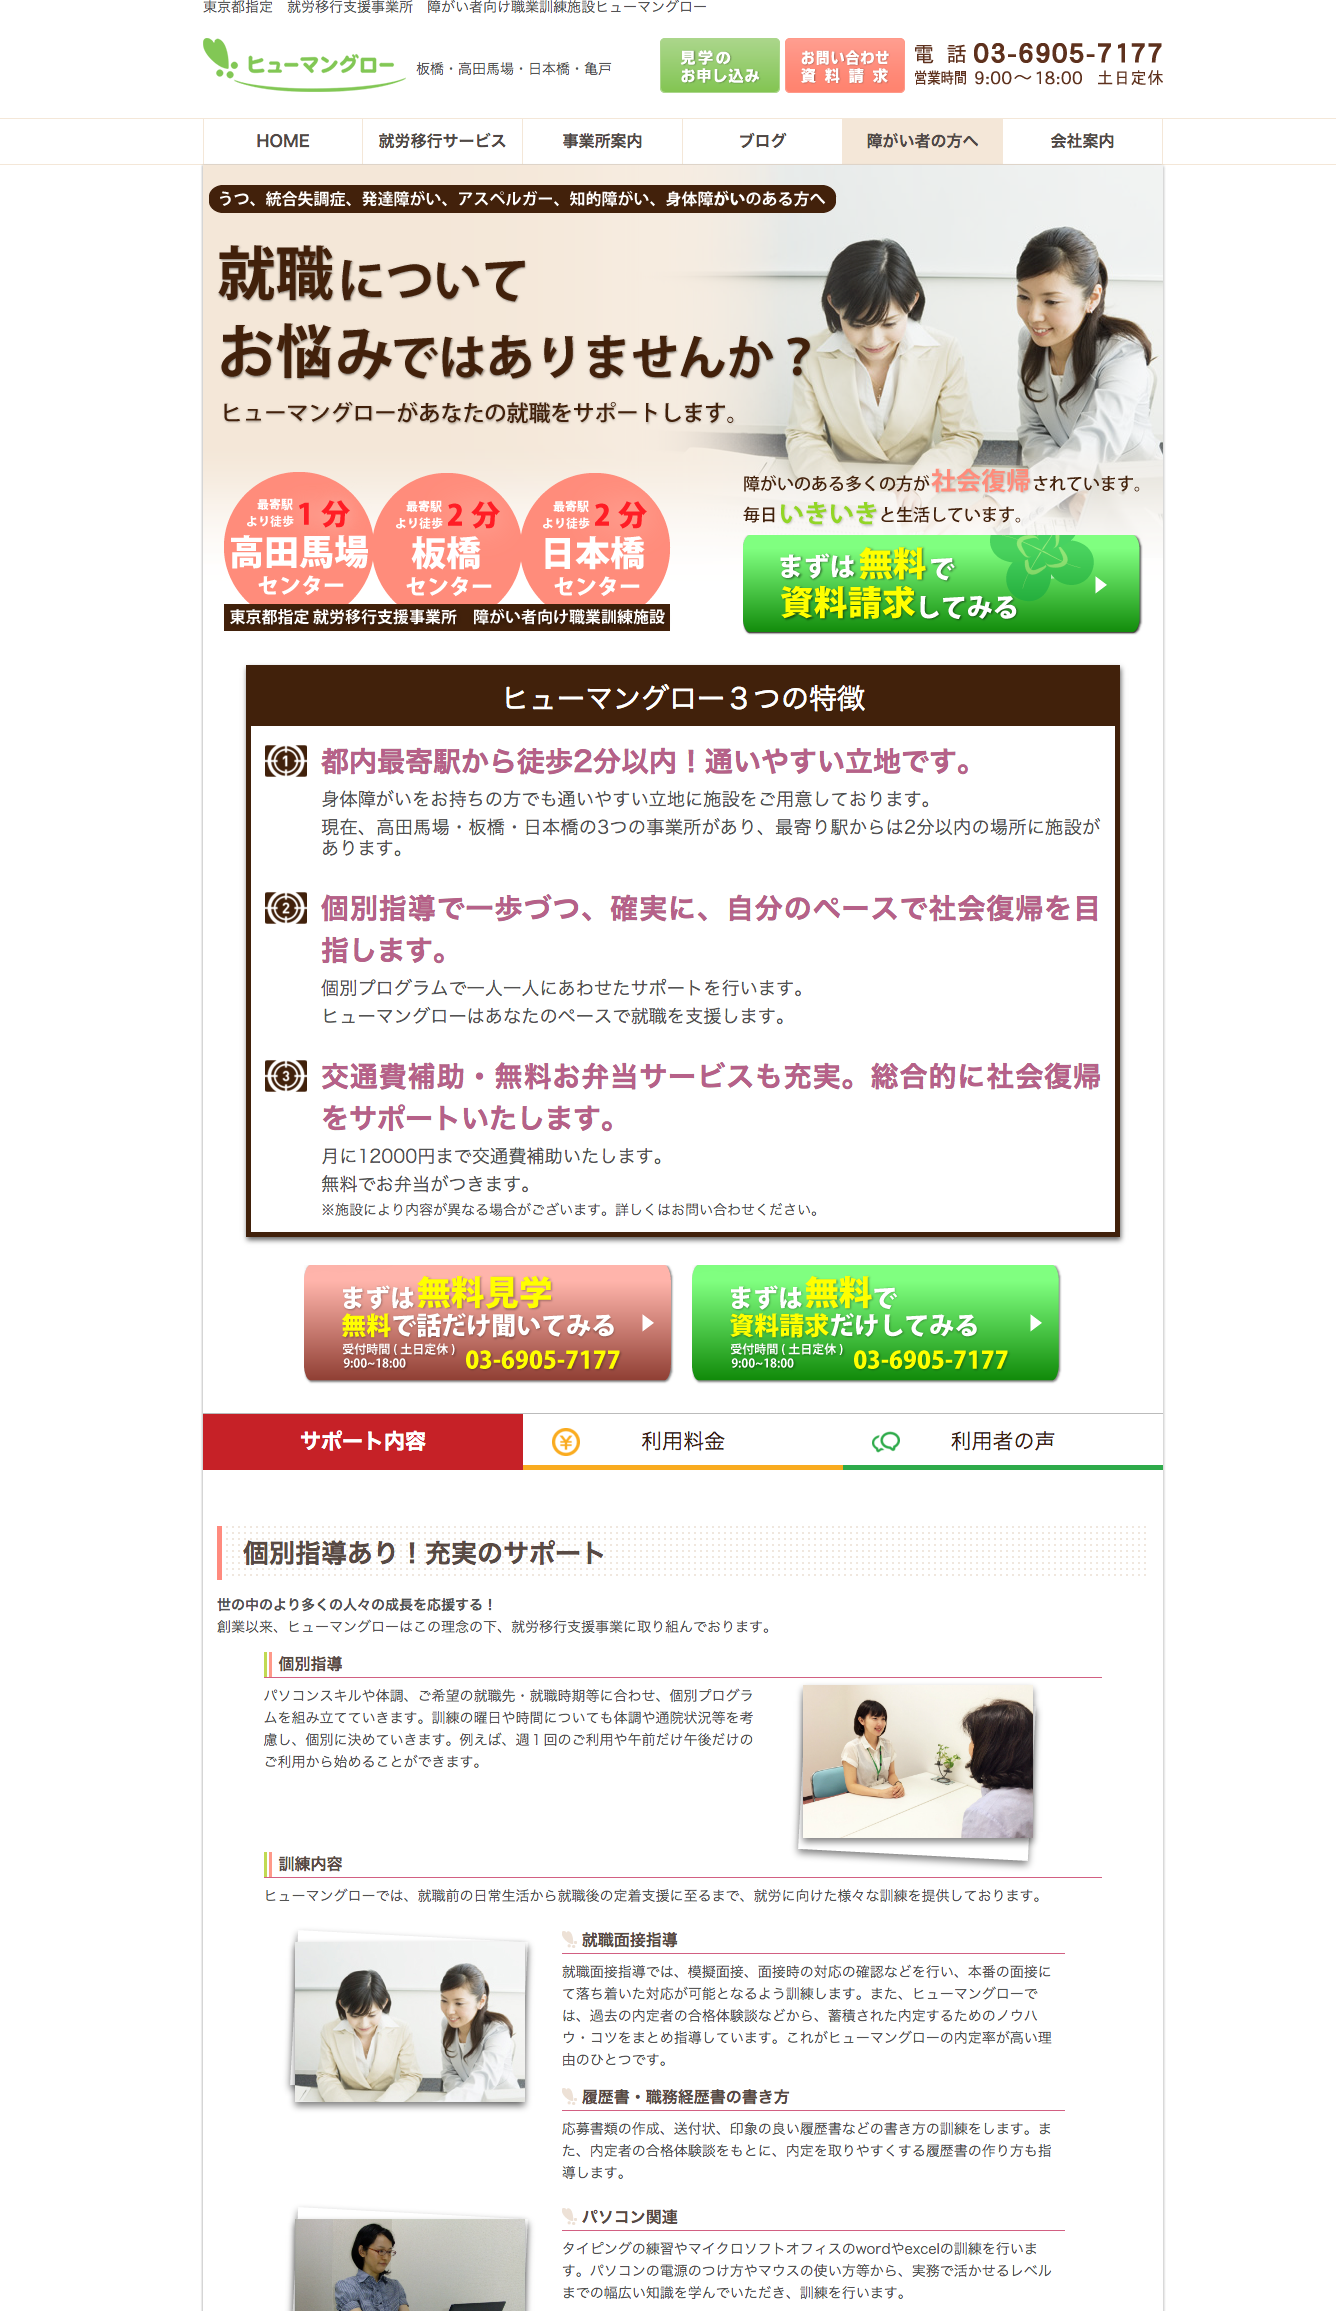 東京都指定　就労移行支援事業所　障がい者向け職業訓練施設ヒューマングロー
ヒューマングロー
板橋・高田馬場・日本橋・亀戸
見学の
お申し込み
お問い合わせ
資料請求
電話 03-6905-7177
営業時間 9:00～18:00　土日定休
HOME
就労移行サービス
事業所案内
ブログ
障がい者の方へ
会社案内
うつ、統合失調症、発達障がい、アスペルガー、知的障がい、身体障がいのある方へ
就職について
お悩みではありませんか？
ヒューマングローがあなたの就職をサポートします。
最寄駅
より徒歩 1分
高田馬場
センター
最寄駅
より徒歩 2分
板橋
センター
最寄駅
より徒歩 2分
日本橋
センター
東京都指定 就労移行支援事業所　障がい者向け職業訓練施設
障がいのある多くの方が社会復帰されています。
毎日いきいきと生活しています。
まずは無料で
資料請求してみる
ヒューマングロー３つの特徴
1 都内最寄駅から徒歩2分以内！通いやすい立地です。
身体障がいをお持ちの方でも通いやすい立地に施設をご用意しております。
現在、高田馬場・板橋・日本橋の3つの事業所があり、最寄り駅からは2分以内の場所に施設が
あります。
2 個別指導で一歩づつ、確実に、自分のペースで社会復帰を目
指します。
個別プログラムで一人一人にあわせたサポートを行います。
ヒューマングローはあなたのペースで就職を支援します。
3 交通費補助・無料お弁当サービスも充実。総合的に社会復帰
をサポートいたします。
月に12000円まで交通費補助いたします。
無料でお弁当がつきます。
※施設により内容が異なる場合がございます。詳しくはお問い合わせください。
まずは無料見学
無料で話だけ聞いてみる
受付時間 ( 土日定休 )
9:00~18:00 03-6905-7177
まずは無料で
資料請求だけしてみる
受付時間 ( 土日定休 )
9:00~18:00 03-6905-7177
サポート内容
¥ 利用料金
利用者の声
個別指導あり！充実のサポート
世の中のより多くの人々の成長を応援する！
創業以来、ヒューマングローはこの理念の下、就労移行支援事業に取り組んでおります。
個別指導
パソコンスキルや体調、ご希望の就職先・就職時期等に合わせ、個別プログラ
ムを組み立てていきます。訓練の曜日や時間についても体調や通院状況等を考
慮し、個別に決めていきます。例えば、週１回のご利用や午前だけ午後だけの
ご利用から始めることができます。
訓練内容
ヒューマングローでは、就職前の日常生活から就職後の定着支援に至るまで、就労に向けた様々な訓練を提供しております。
就職面接指導
就職面接指導では、模擬面接、面接時の対応の確認などを行い、本番の面接に
て落ち着いた対応が可能となるよう訓練します。また、ヒューマングローで
は、過去の内定者の合格体験談などから、蓄積された内定するためのノウハ
ウ・コツをまとめ指導しています。これがヒューマングローの内定率が高い理
由のひとつです。
履歴書・職務経歴書の書き方
応募書類の作成、送付状、印象の良い履歴書などの書き方の訓練をします。ま
た、内定者の合格体験談をもとに、内定を取りやすくする履歴書の作り方も指
導します。
パソコン関連
タイピングの練習やマイクロソフトオフィスのwordやexcelの訓練を行いま
す。パソコンの電源のつけ方やマウスの使い方等から、実務で活かせるレベル
までの幅広い知識を学んでいただき、訓練を行います。